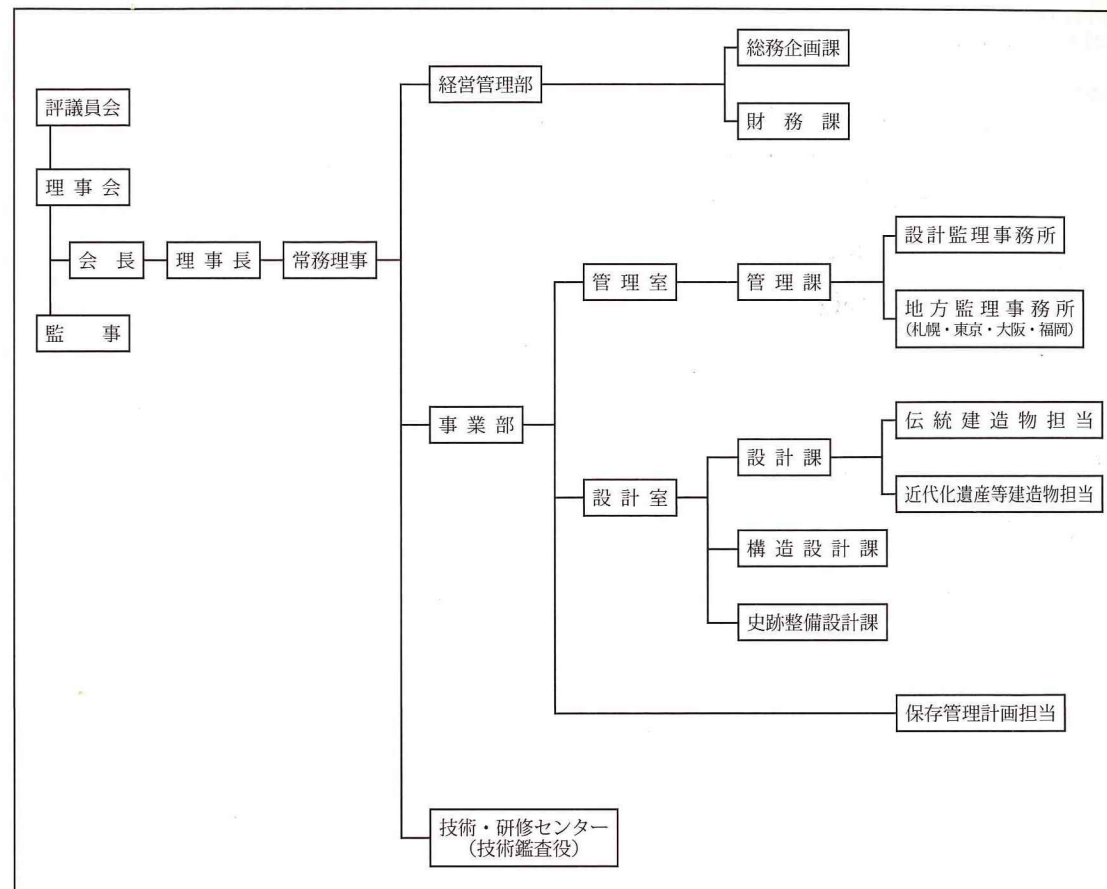 評議員会
理事会
会長
理事長
常務理事
監事
経営管理部
総務企画課
財務課
事業部
管理室
管理課
設計監理事務所
地方監理事務所
(札幌・東京・大阪・福岡)
設計室
設計課
伝統建造物担当
近代化遺産等建造物担当
構造設計課
史跡整備設計課
保存管理計画担当
技術・研修センター
(技術鑑査役)